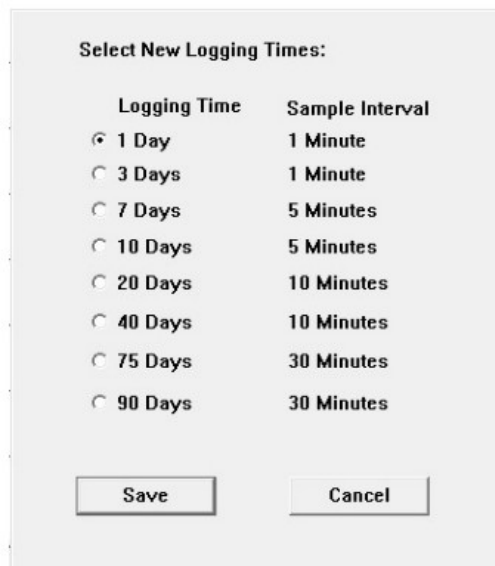 Select New Logging Times:
Logging Time Sample Interval
1 Day 1 Minute
3 Days 1 Minute
7 Days 5 Minutes
10 Days 5 Minutes
20 Days 10 Minutes
40 Days 10 Minutes
75 Days 30 Minutes
90 Days 30 Minutes
Save Cancel